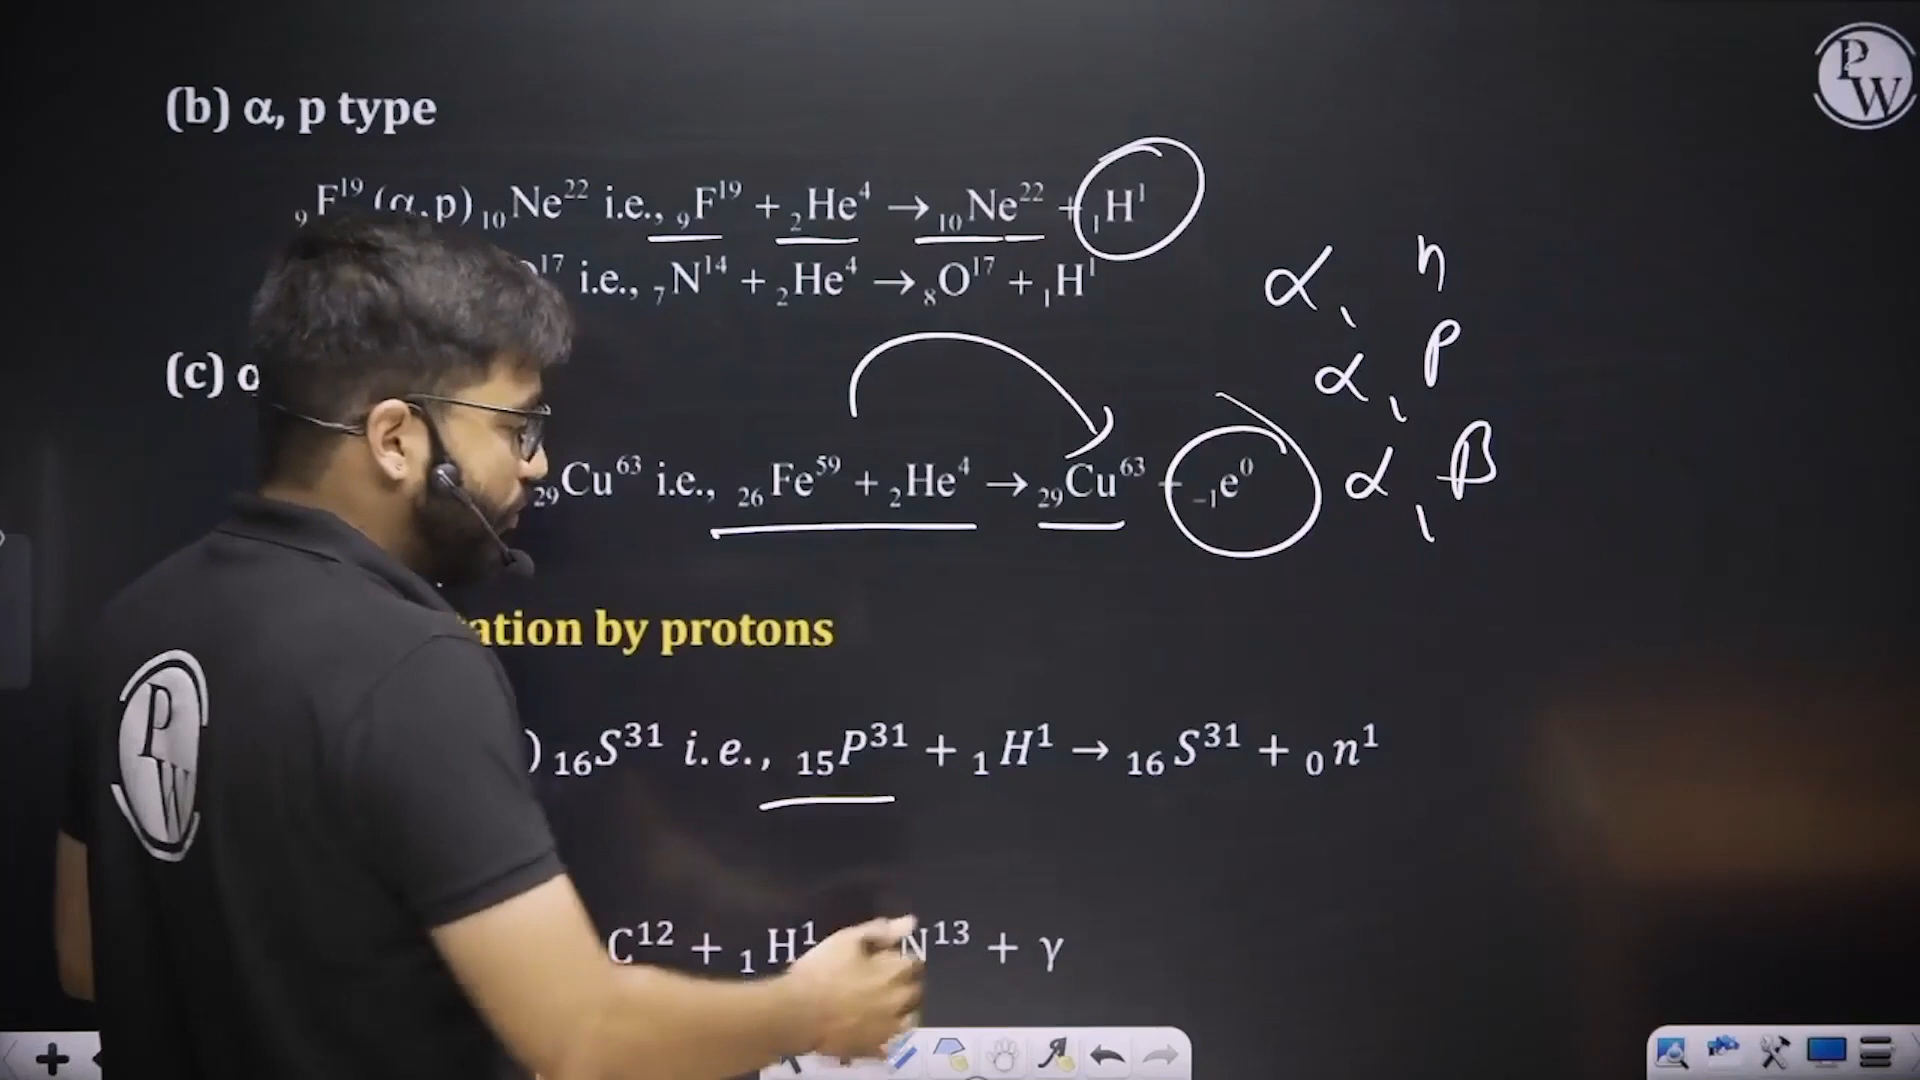 P
W
(b) α, p type
₉F¹⁹ (α,p) ₁₀Ne²² i.e., ₉F¹⁹ + ₂He⁴ → ₁₀Ne²² + ₁H¹
¹⁷ i.e., ₇N¹⁴ + ₂He⁴ → ₈O¹⁷ + ₁H¹
α, n
α, p
(c)
₂₉Cu⁶³ i.e., ₂₆Fe⁵⁹ + ₂He⁴ → ₂₉Cu⁶³ + ₋₁e⁰
α, β
ation by protons
) ₁₆S³¹ i.e., ₁₅P³¹ + ₁H¹ → ₁₆S³¹ + ₀n¹
C¹² + ₁H¹ N¹³ + γ
P
W